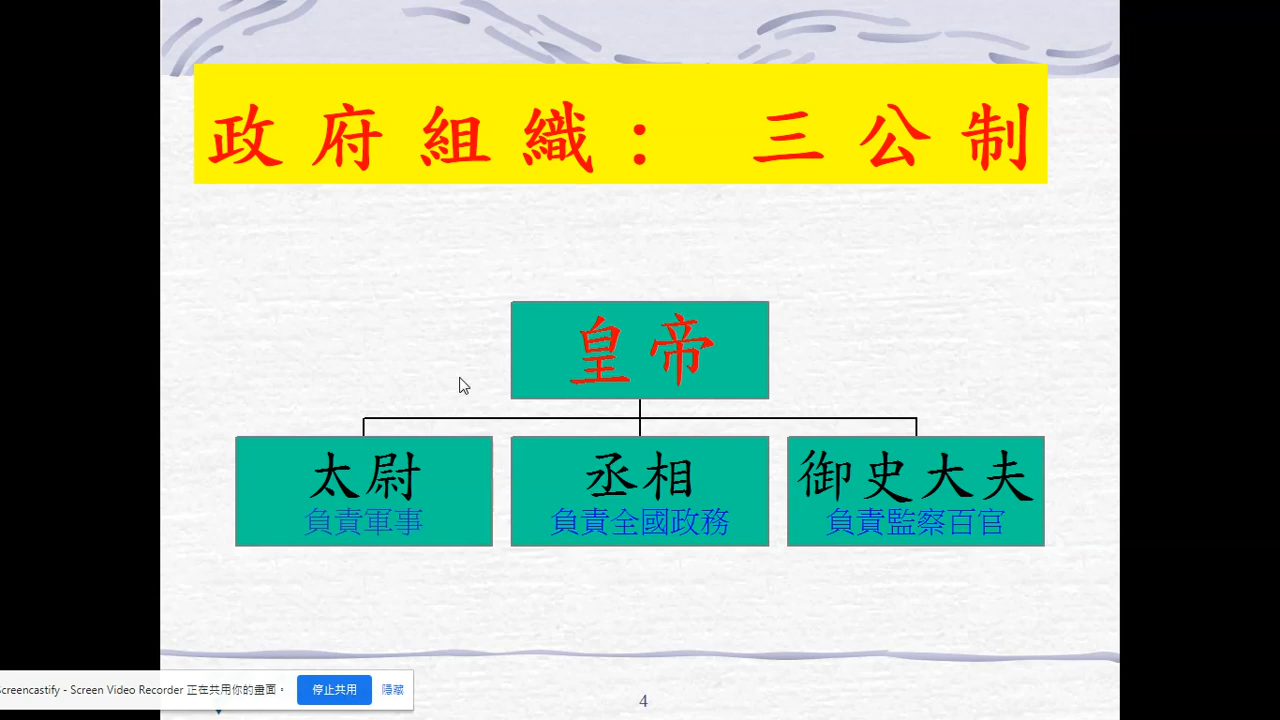 政府組織： 三公制
皇帝
太尉
負責軍事
丞相
負責全國政務
御史大夫
負責監察百官
Screencastify - Screen Video Recorder 正在共用你的畫面。
停止共用
隱藏
4